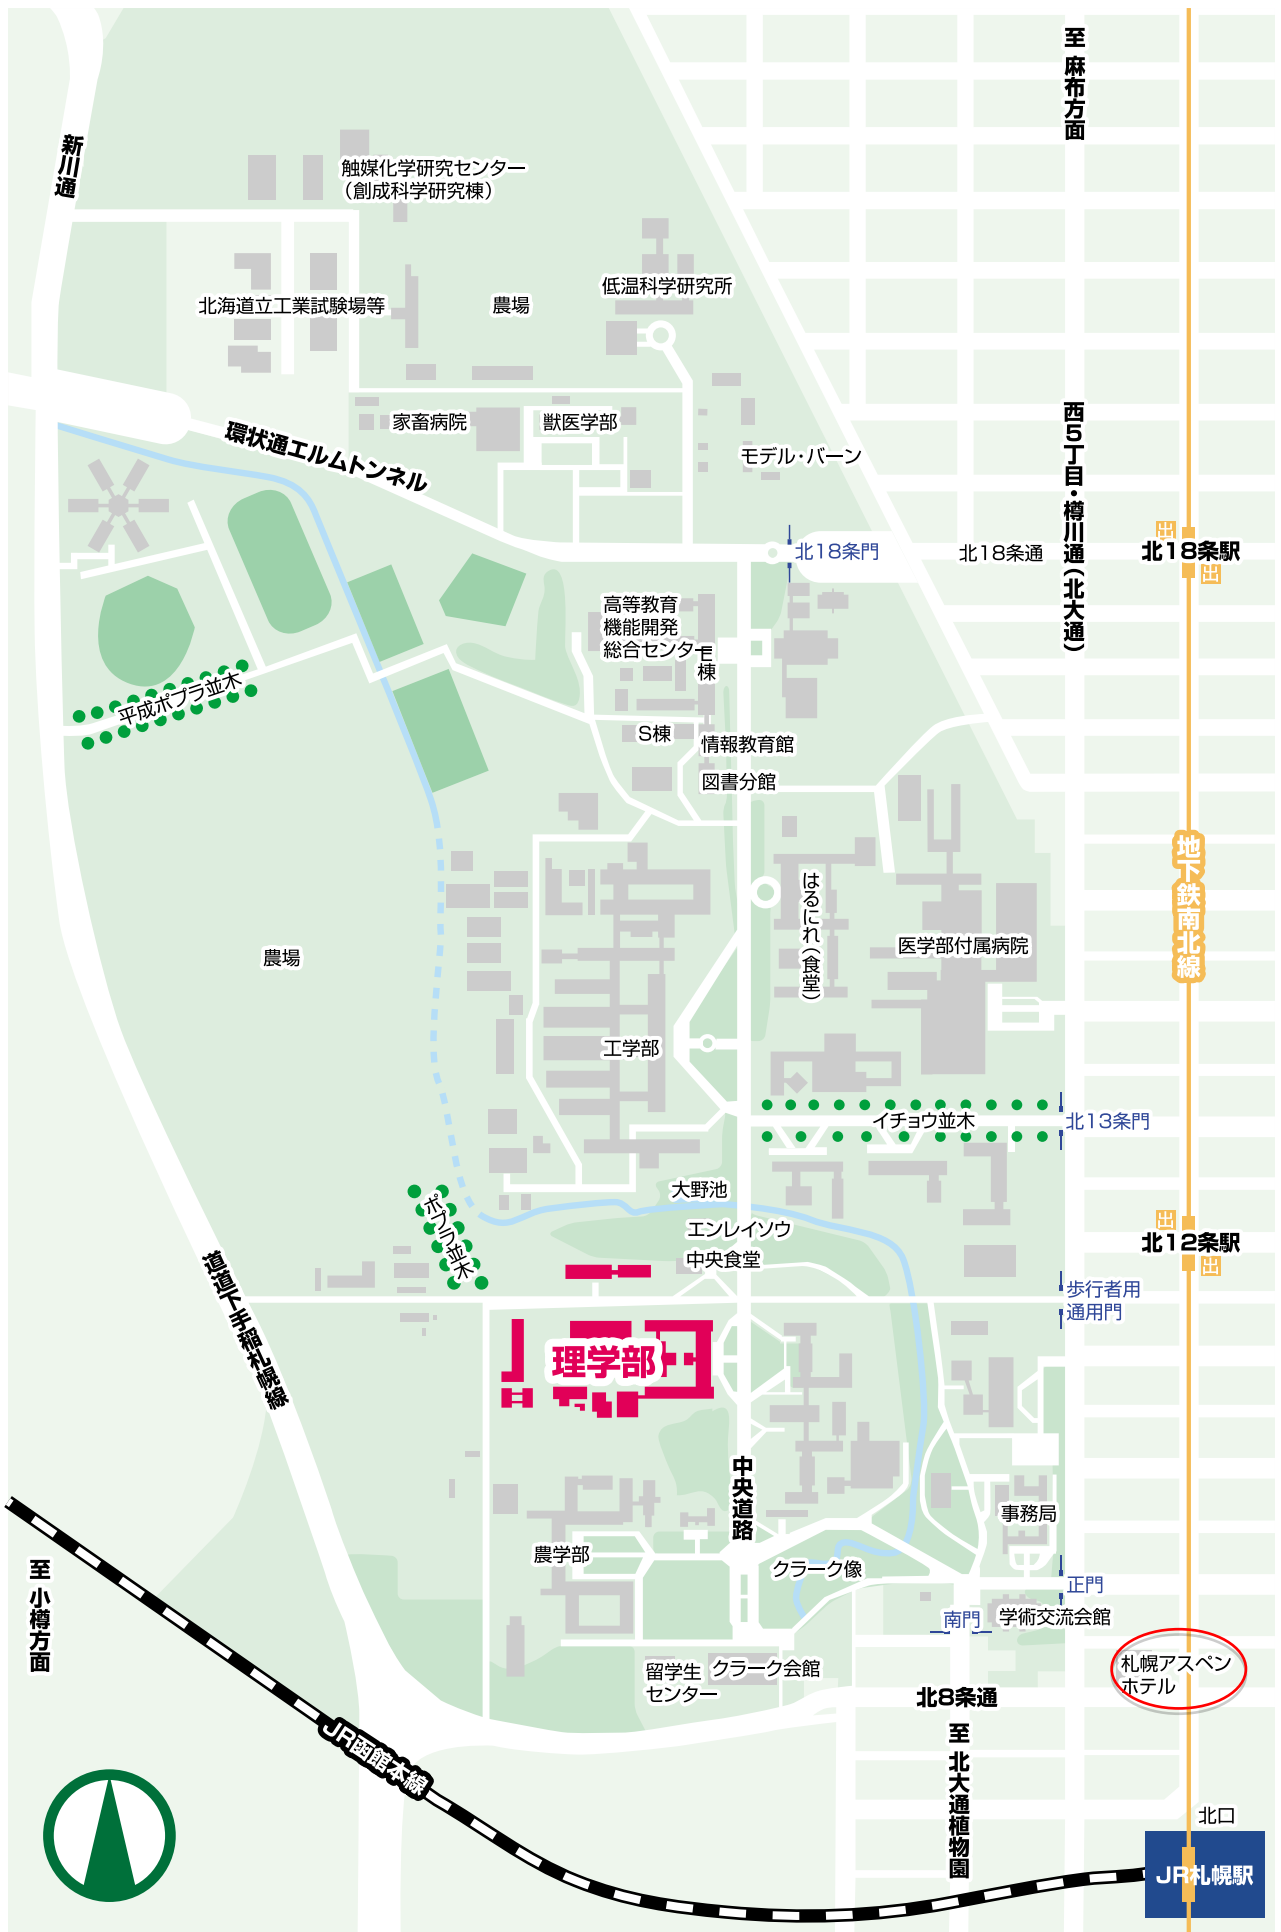 至 麻布方面
新川通
触媒化学研究センター
（創成科学研究棟）
低温科学研究所
北海道立工業試験場等
農場
家畜病院
獣医学部
環状通エルムトンネル
モデル・バーン
西5丁目・樽川通（北大通）
出
北18条門
北18条通
北18条駅
出
高等教育
機能開発
総合センター
E棟
平成ポプラ並木
S棟
情報教育館
図書分館
地下鉄南北線
はるにれ（食堂）
医学部付属病院
農場
工学部
イチョウ並木
北13条門
大野池
ポプラ並木
エンレイソウ
中央食堂
出
北12条駅
出
歩行者用
通用門
道道下手稲札幌線
理学部
中央道路
事務局
農学部
クラーク像
正門
至 小樽方面
南門
学術交流会館
留学生
センター
クラーク会館
札幌アスペン
ホテル
北8条通
至 北大通植物園
JR函館本線
北口
JR札幌駅